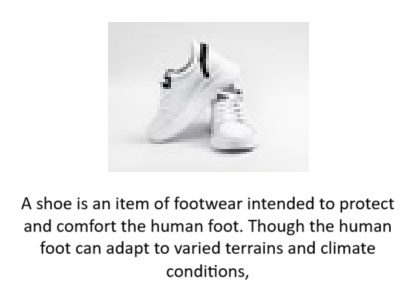 A shoe is an item of footwear intended to protect
and comfort the human foot. Though the human
foot can adapt to varied terrains and climate
conditions,